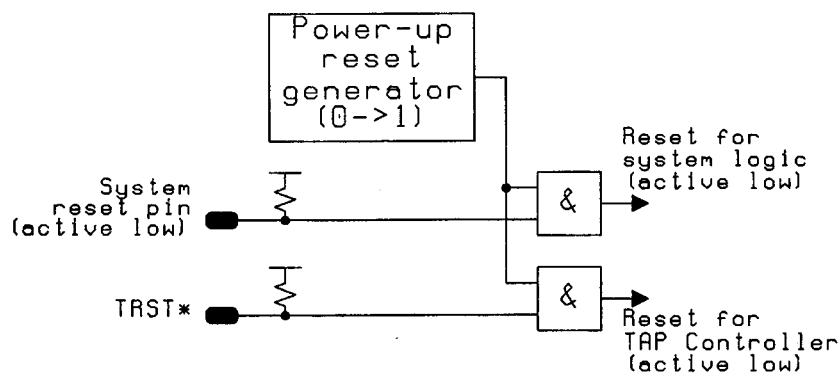 Power-up
reset
generator
(0->1)
Reset for
system logic
(active low)
System
reset pin
(active low)
&
&
TRST*
Reset for
TAP Controller
(active low)